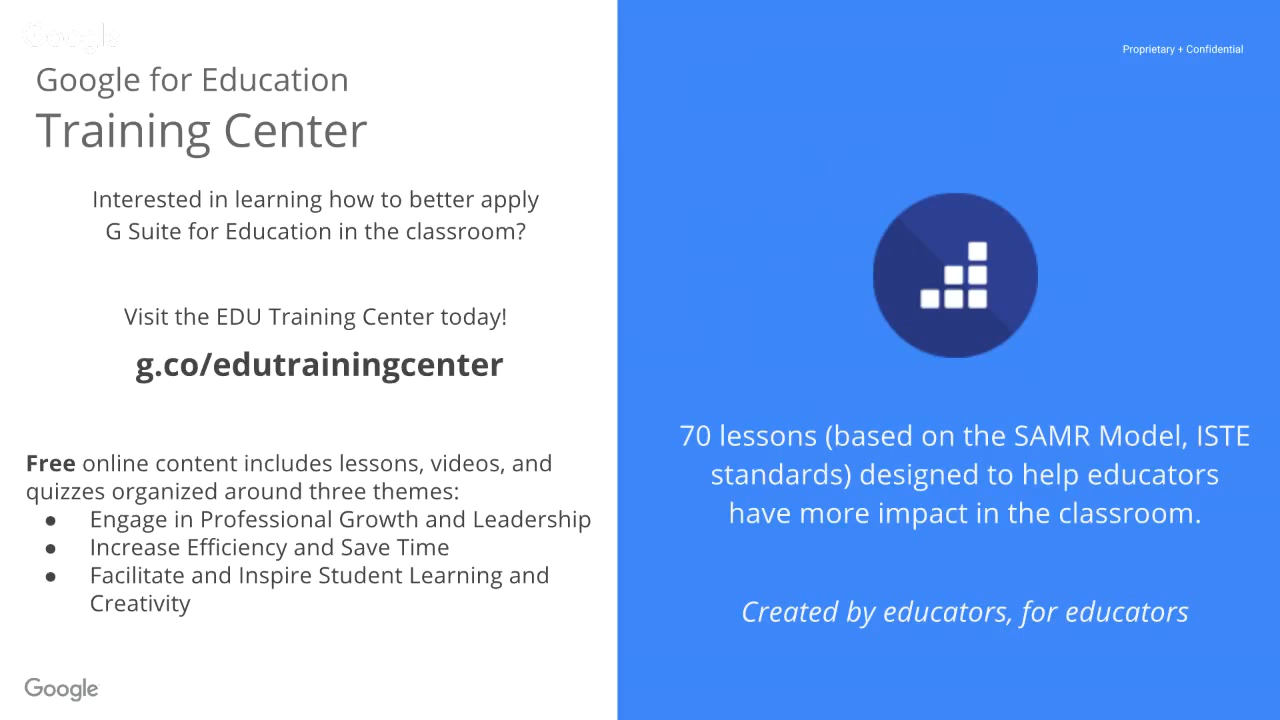 Google
Google for Education
Training Center
Interested in learning how to better apply
G Suite for Education in the classroom?
Visit the EDU Training Center today!
g.co/edutrainingcenter
Free online content includes lessons, videos, and
quizzes organized around three themes:
● Engage in Professional Growth and Leadership
● Increase Efficiency and Save Time
● Facilitate and Inspire Student Learning and
Creativity
Google
Proprietary + Confidential
70 lessons (based on the SAMR Model, ISTE
standards) designed to help educators
have more impact in the classroom.
Created by educators, for educators